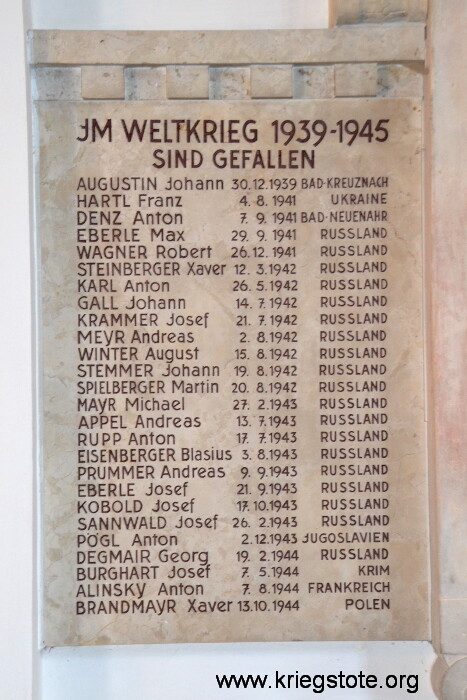 IM WELTKRIEG 1939-1945
SIND GEFALLEN
AUGUSTIN Johann 30.12.1939 BAD-KREUZNACH
HARTL Franz 4. 8. 1941 UKRAINE
DENZ Anton 7. 9. 1941 BAD-NEUENAHR
EBERLE Max 29. 9. 1941 RUSSLAND
WAGNER Robert 26.12.1941 RUSSLAND
STEINBERGER Xaver 12. 3.1942 RUSSLAND
KARL Anton 26. 5.1942 RUSSLAND
GALL Johann 14. 7.1942 RUSSLAND
KRAMMER Josef 21. 7.1942 RUSSLAND
MEYR Andreas 2. 8.1942 RUSSLAND
WINTER August 15. 8.1942 RUSSLAND
STEMMER Johann 19. 8.1942 RUSSLAND
SPIELBERGER Martin 20. 8.1942 RUSSLAND
MAYR Michael 27. 2.1943 RUSSLAND
APPEL Andreas 13. 7.1943 RUSSLAND
RUPP Anton 17. 7.1943 RUSSLAND
EISENBERGER Blasius 3. 8.1943 RUSSLAND
PRUMMER Andreas 9. 9.1943 RUSSLAND
EBERLE Josef 21. 9.1943 RUSSLAND
KOBOLD Josef 17.10.1943 RUSSLAND
SANNWALD Josef 26. 2.1943 RUSSLAND
PÖGL Anton 2.12.1943 JUGOSLAVIEN
DEGMAIR Georg 19. 2.1944 RUSSLAND
BURGHART Josef 7. 5.1944 KRIM
ALINSKY Anton 7. 8.1944 FRANKREICH
BRANDMAYR Xaver 13.10.1944 POLEN
www.kriegstote.org